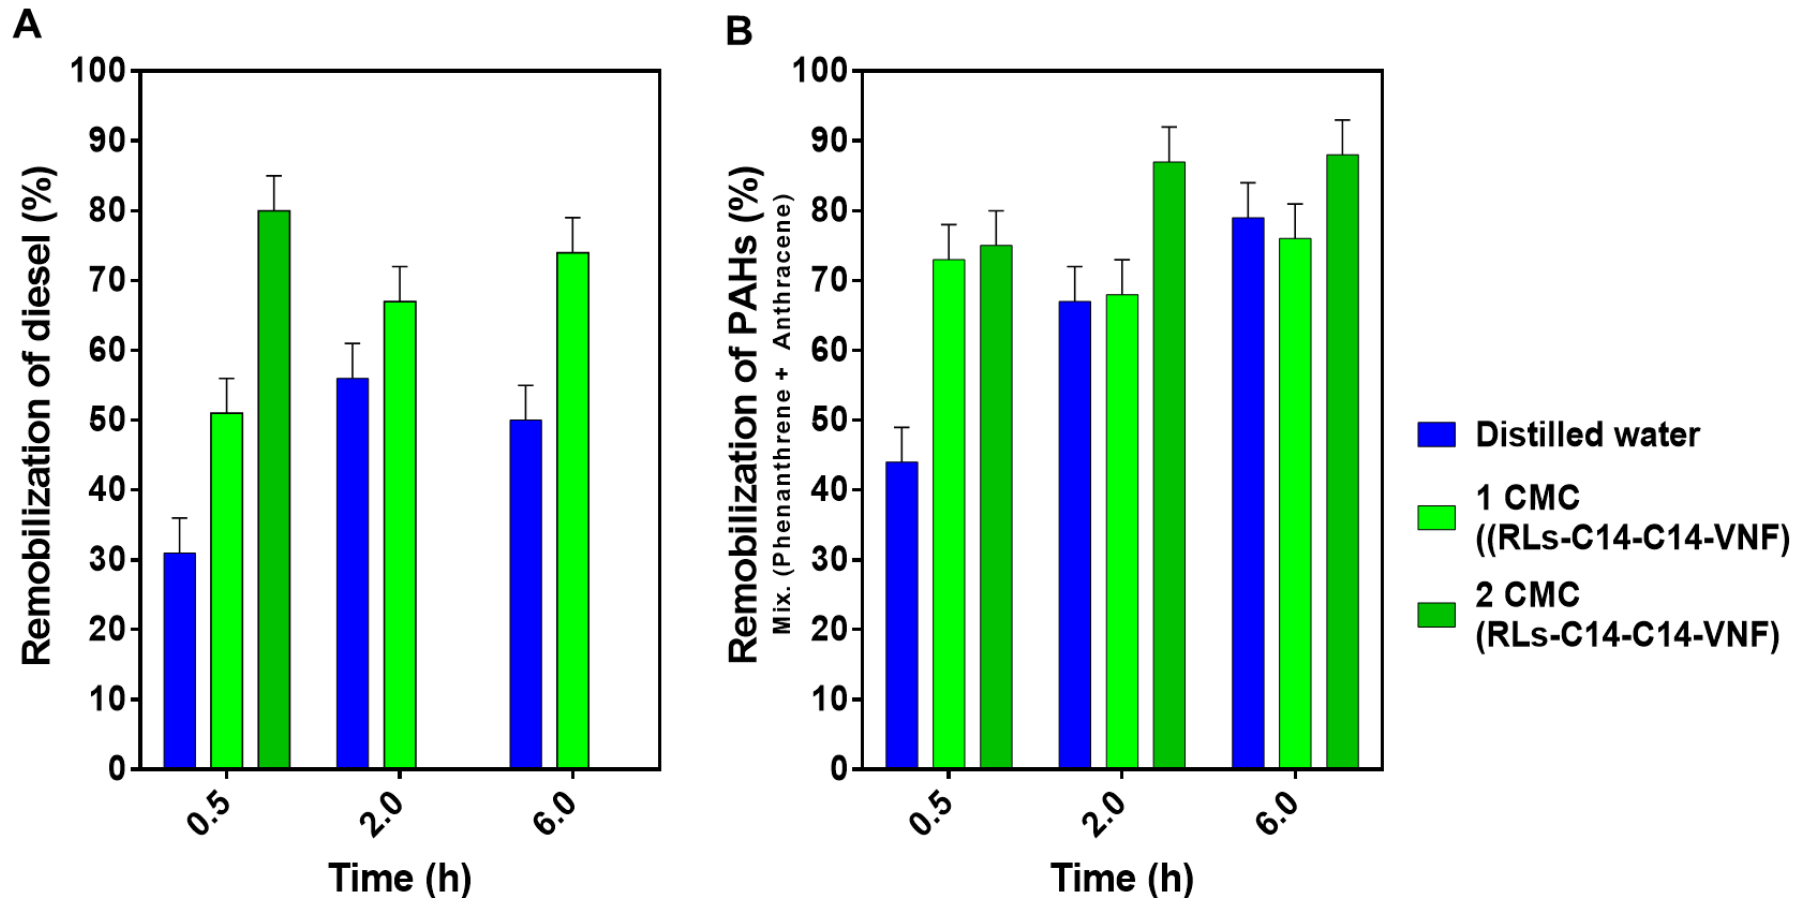 A
Remobilization of diesel (%)
100
90
80
70
60
50
40
30
20
10
0
0.5
2.0
6.0
Time (h)
B
Remobilization of PAHs (%)
Mix. (Phenanthrene + Anthracene)
100
90
80
70
60
50
40
30
20
10
0
0.5
2.0
6.0
Time (h)
Distilled water
1 CMC
((RLs-C14-C14-VNF)
2 CMC
(RLs-C14-C14-VNF)